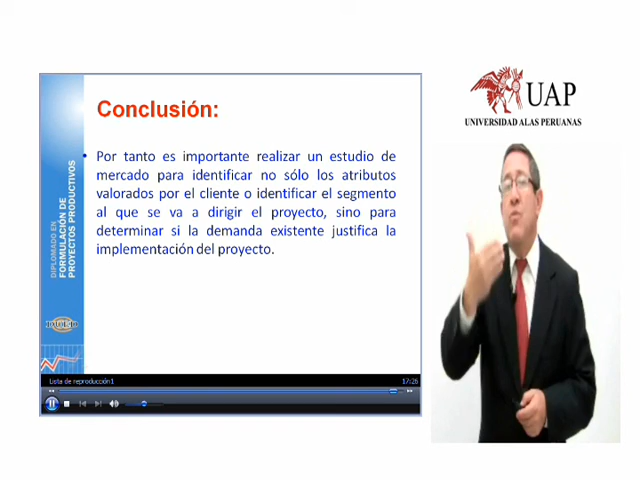 Conclusión:
• Por tanto es importante realizar un estudio de
mercado para identificar no sólo los atributos
valorados por el cliente o identificar el segmento
al que se va a dirigir el proyecto, sino para
determinar si la demanda existente justifica la
implementación del proyecto.
DIPLOMADO EN
FORMULACIÓN DE
PROYECTOS PRODUCTIVOS
DUED
Lista de reproducción1
17:26
UAP
UNIVERSIDAD ALAS PERUANAS